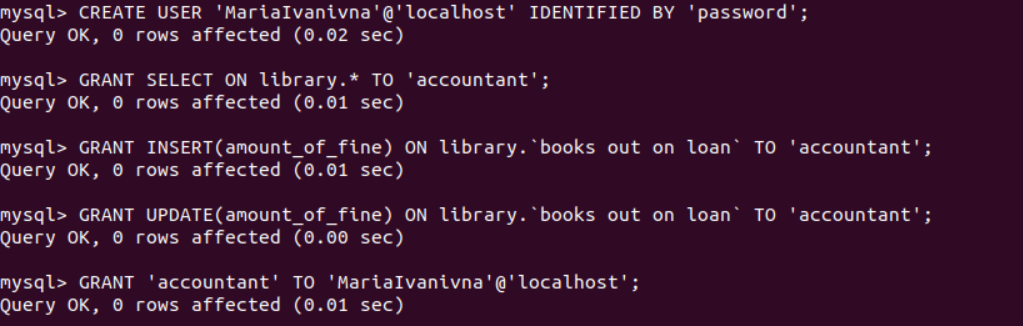 mysql> CREATE USER 'MariaIvanivna'@'localhost' IDENTIFIED BY 'password';
Query OK, 0 rows affected (0.02 sec)
mysql> GRANT SELECT ON library.* TO 'accountant';
Query OK, 0 rows affected (0.01 sec)
mysql> GRANT INSERT(amount_of_fine) ON library.`books out on loan` TO 'accountant';
Query OK, 0 rows affected (0.01 sec)
mysql> GRANT UPDATE(amount_of_fine) ON library.`books out on loan` TO 'accountant';
Query OK, 0 rows affected (0.00 sec)
mysql> GRANT 'accountant' TO 'MariaIvanivna'@'localhost';
Query OK, 0 rows affected (0.01 sec)